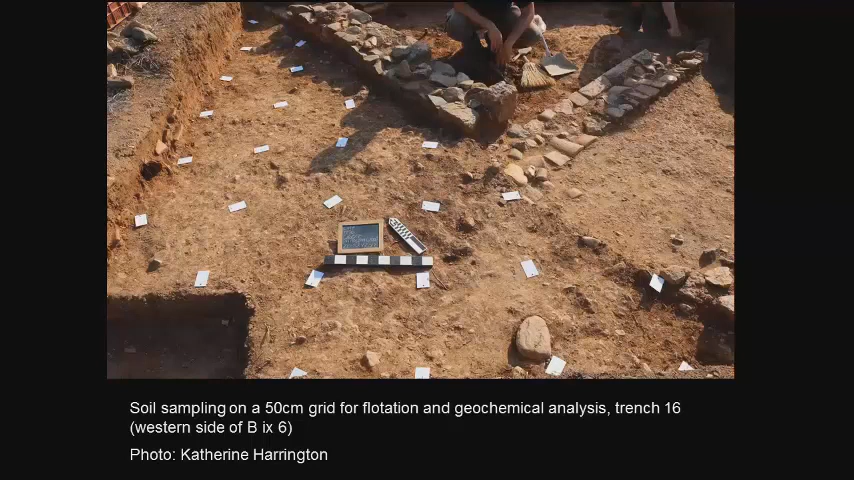 Soil sampling on a 50cm grid for flotation and geochemical analysis, trench 16
(western side of B ix 6)
Photo: Katherine Harrington